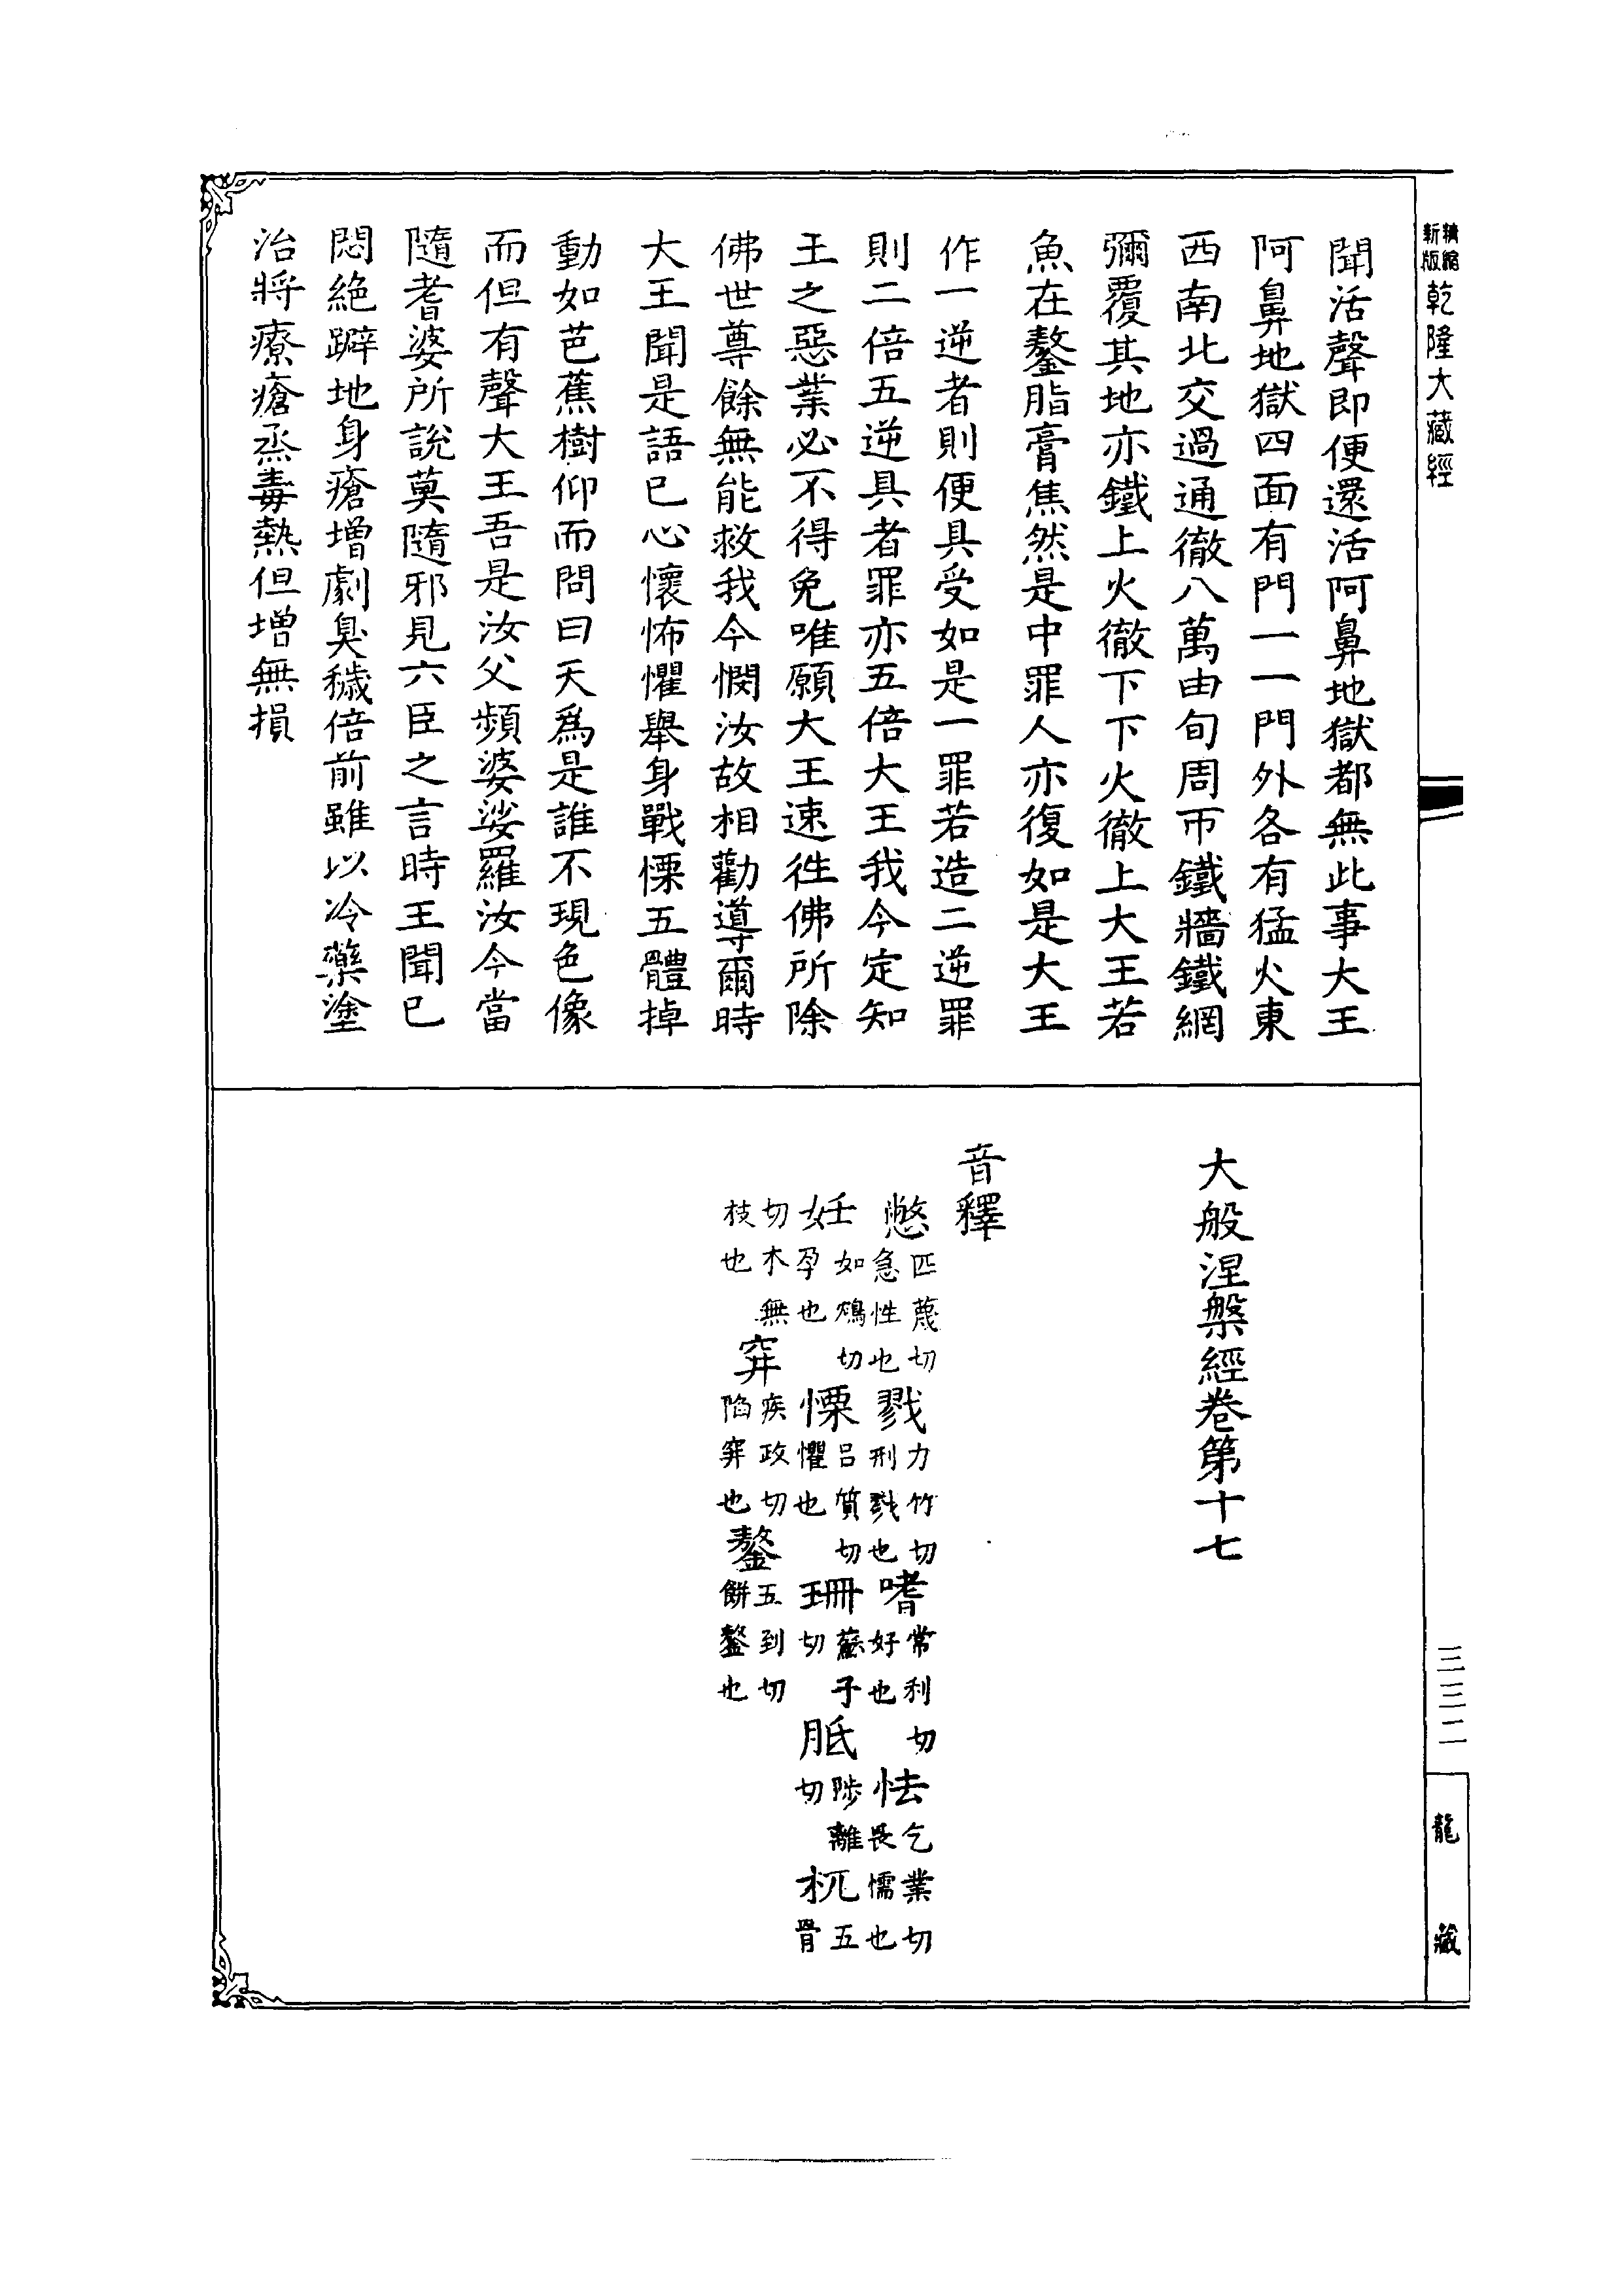 精縮新版乾隆大藏經
聞活聲即便還活阿鼻地獄都無此事大王
阿鼻地獄四面有門一一門外各有猛火東
西南北交過通徹八萬由旬周帀鐵牆鐵網
彌覆其地亦鐵上火徹下下火徹上大王若
魚在鏊脂膏焦然是中罪人亦復如是大王
作一逆者則便具受如是一罪若造二逆罪
則二倍五逆具者罪亦五倍大王我今定知
王之惡業必不得免唯願大王速徃佛所除
佛世尊餘無能救我今憫汝故相勸導爾時
大王聞是語已心懷怖懼舉身戰慄五體掉
動如芭蕉樹仰而問曰天爲是誰不現色像
而但有聲大王吾是汝父頻婆娑羅汝今當
隨耆婆所說莫隨邪見六臣之言時王聞已
悶絶躃地身瘡增劇臭穢倍前雖以冷藥塗
治將療瘡烝毒熱但增無損
大般涅槃經卷第十七
音釋
憋匹蔑切急性也戮力竹切刑戮也嗜常利切好也怯乞業切畏懦也
妊如鴆切孕也慄呂質切懼也珊蘇子切胝陟離切杌五骨
切木無枝也穽疾政切陷穽也鏊五到切餅鏊也
三三二
龍藏